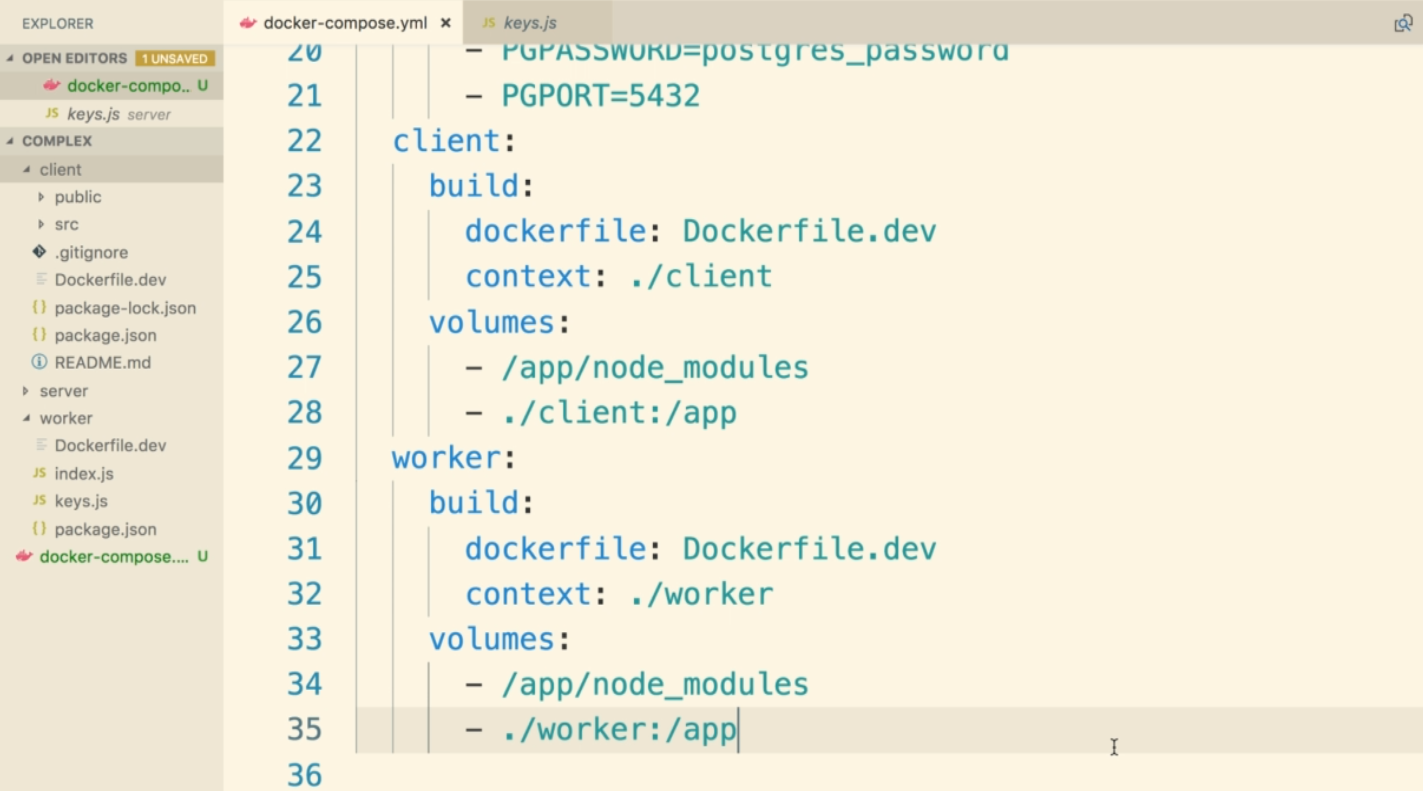 EXPLORER
OPEN EDITORS 1 UNSAVED
docker-compo.. U
JS keys.js server
COMPLEX
client
public
src
.gitignore
Dockerfile.dev
{} package-lock.json
{} package.json
README.md
server
worker
Dockerfile.dev
JS index.js
JS keys.js
{} package.json
docker-compose.... U
docker-compose.yml ×
JS keys.js
20 - PGPASSWORD=postgres_password
21 - PGPORT=5432
22 client:
23 build:
24 dockerfile: Dockerfile.dev
25 context: ./client
26 volumes:
27 - /app/node_modules
28 - ./client:/app
29 worker:
30 build:
31 dockerfile: Dockerfile.dev
32 context: ./worker
33 volumes:
34 - /app/node_modules
35 - ./worker:/app
36